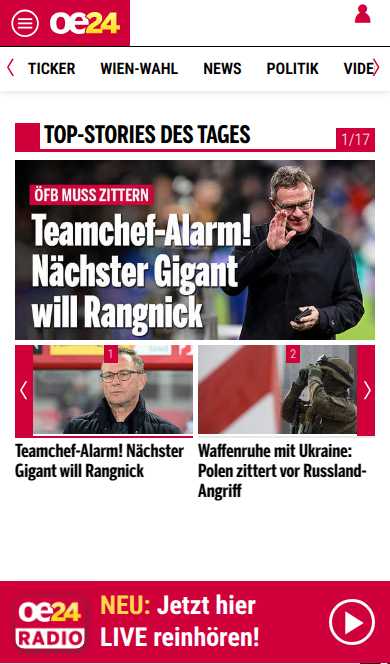 oe24
TICKER WIEN-WAHL NEWS POLITIK VIDE
TOP-STORIES DES TAGES
1/17
ÖFB MUSS ZITTERN
Teamchef-Alarm!
Nächster Gigant
will Rangnick
1
2
Teamchef-Alarm! Nächster
Gigant will Rangnick
Waffenruhe mit Ukraine:
Polen zittert vor Russland-
Angriff
oe24
RADIO
NEU: Jetzt hier
LIVE reinhören!